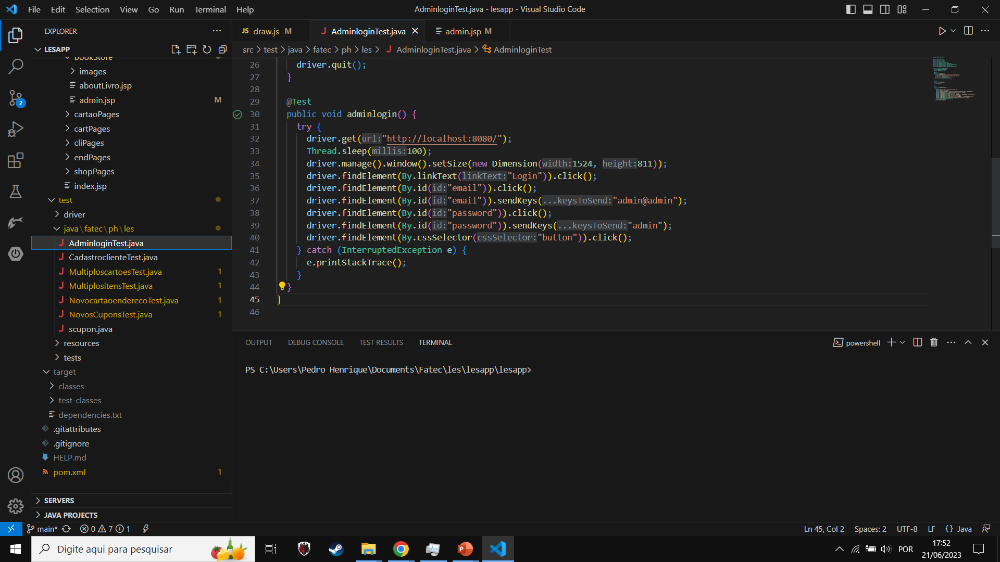 File Edit Selection View Go Run Terminal Help
AdminloginTest.java - lesapp - Visual Studio Code
EXPLORER
LESAPP
bookStore
images
aboutLivro.jsp
admin.jsp M
cartaoPages
cartPages
cliPages
endPages
shopPages
index.jsp
test
driver
java\fatec\ph\les
AdminloginTest.java
CadastroclienteTest.java
MultiploscartoesTest.java 1
MultiplositensTest.java 1
NovocartaoenderecoTest.java 1
NovosCuponsTest.java 1
scupon.java
resources
tests
target
classes
test-classes
dependencies.txt
.gitattributes
.gitignore
HELP.md
pom.xml 1
SERVERS
JAVA PROJECTS
2
JS draw.js M
J AdminloginTest.java
admin.jsp M
src > test > java > fatec > ph > les > J AdminloginTest.java > AdminloginTest
26 driver.quit();
27 }
28
29 @Test
30 public void adminlogin() {
31 try {
32 driver.get(url:"http://localhost:8080/");
33 Thread.sleep(millis:100);
34 driver.manage().window().setSize(new Dimension(width:1524, height:811));
35 driver.findElement(By.linkText(linkText:"Login")).click();
36 driver.findElement(By.id(id:"email")).click();
37 driver.findElement(By.id(id:"email")).sendKeys(...keysToSend:"admin@admin");
38 driver.findElement(By.id(id:"password")).click();
39 driver.findElement(By.id(id:"password")).sendKeys(...keysToSend:"admin");
40 driver.findElement(By.cssSelector(cssSelector:"button")).click();
41 } catch (InterruptedException e) {
42 e.printStackTrace();
43 }
44 }
45 }
46
OUTPUT DEBUG CONSOLE TEST RESULTS TERMINAL
powershell
PS C:\Users\Pedro Henrique\Documents\Fatec\les\lesapp\lesapp>
main* 0 7 1
Ln 45, Col 2 Spaces: 2 UTF-8 LF {} Java
Digite aqui para pesquisar
POR
17:52
21/06/2023